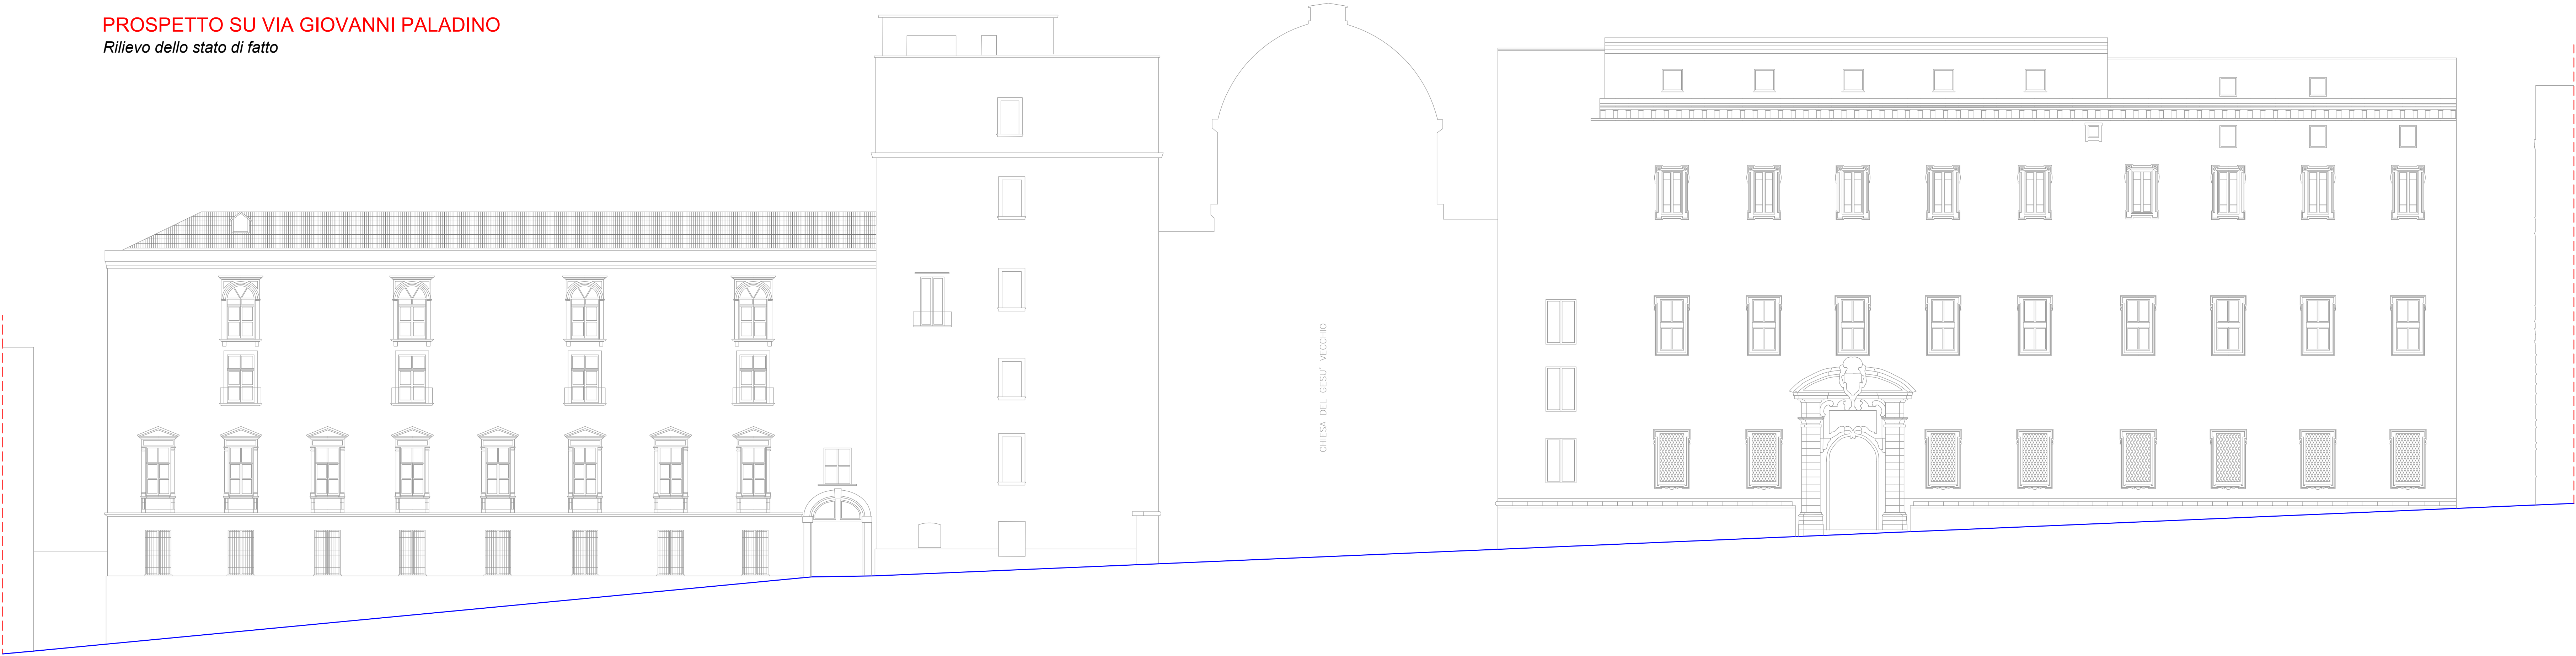 PROSPETTO SU VIA GIOVANNI PALADINO
Rilievo dello stato di fatto
CHIESA DEL GESU' VECCHIO